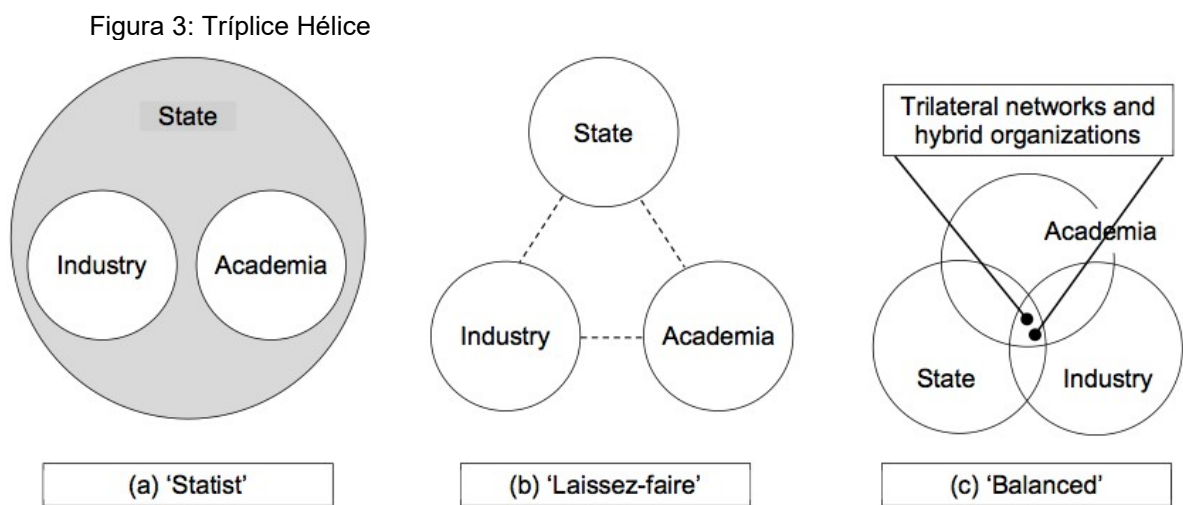 Figura 3: Tríplice Hélice
State
Industry
Academia
(a) ‘Statist’
State
Industry
Academia
(b) ‘Laissez-faire’
Trilateral networks and
hybrid organizations
Academia
State
Industry
(c) ‘Balanced’